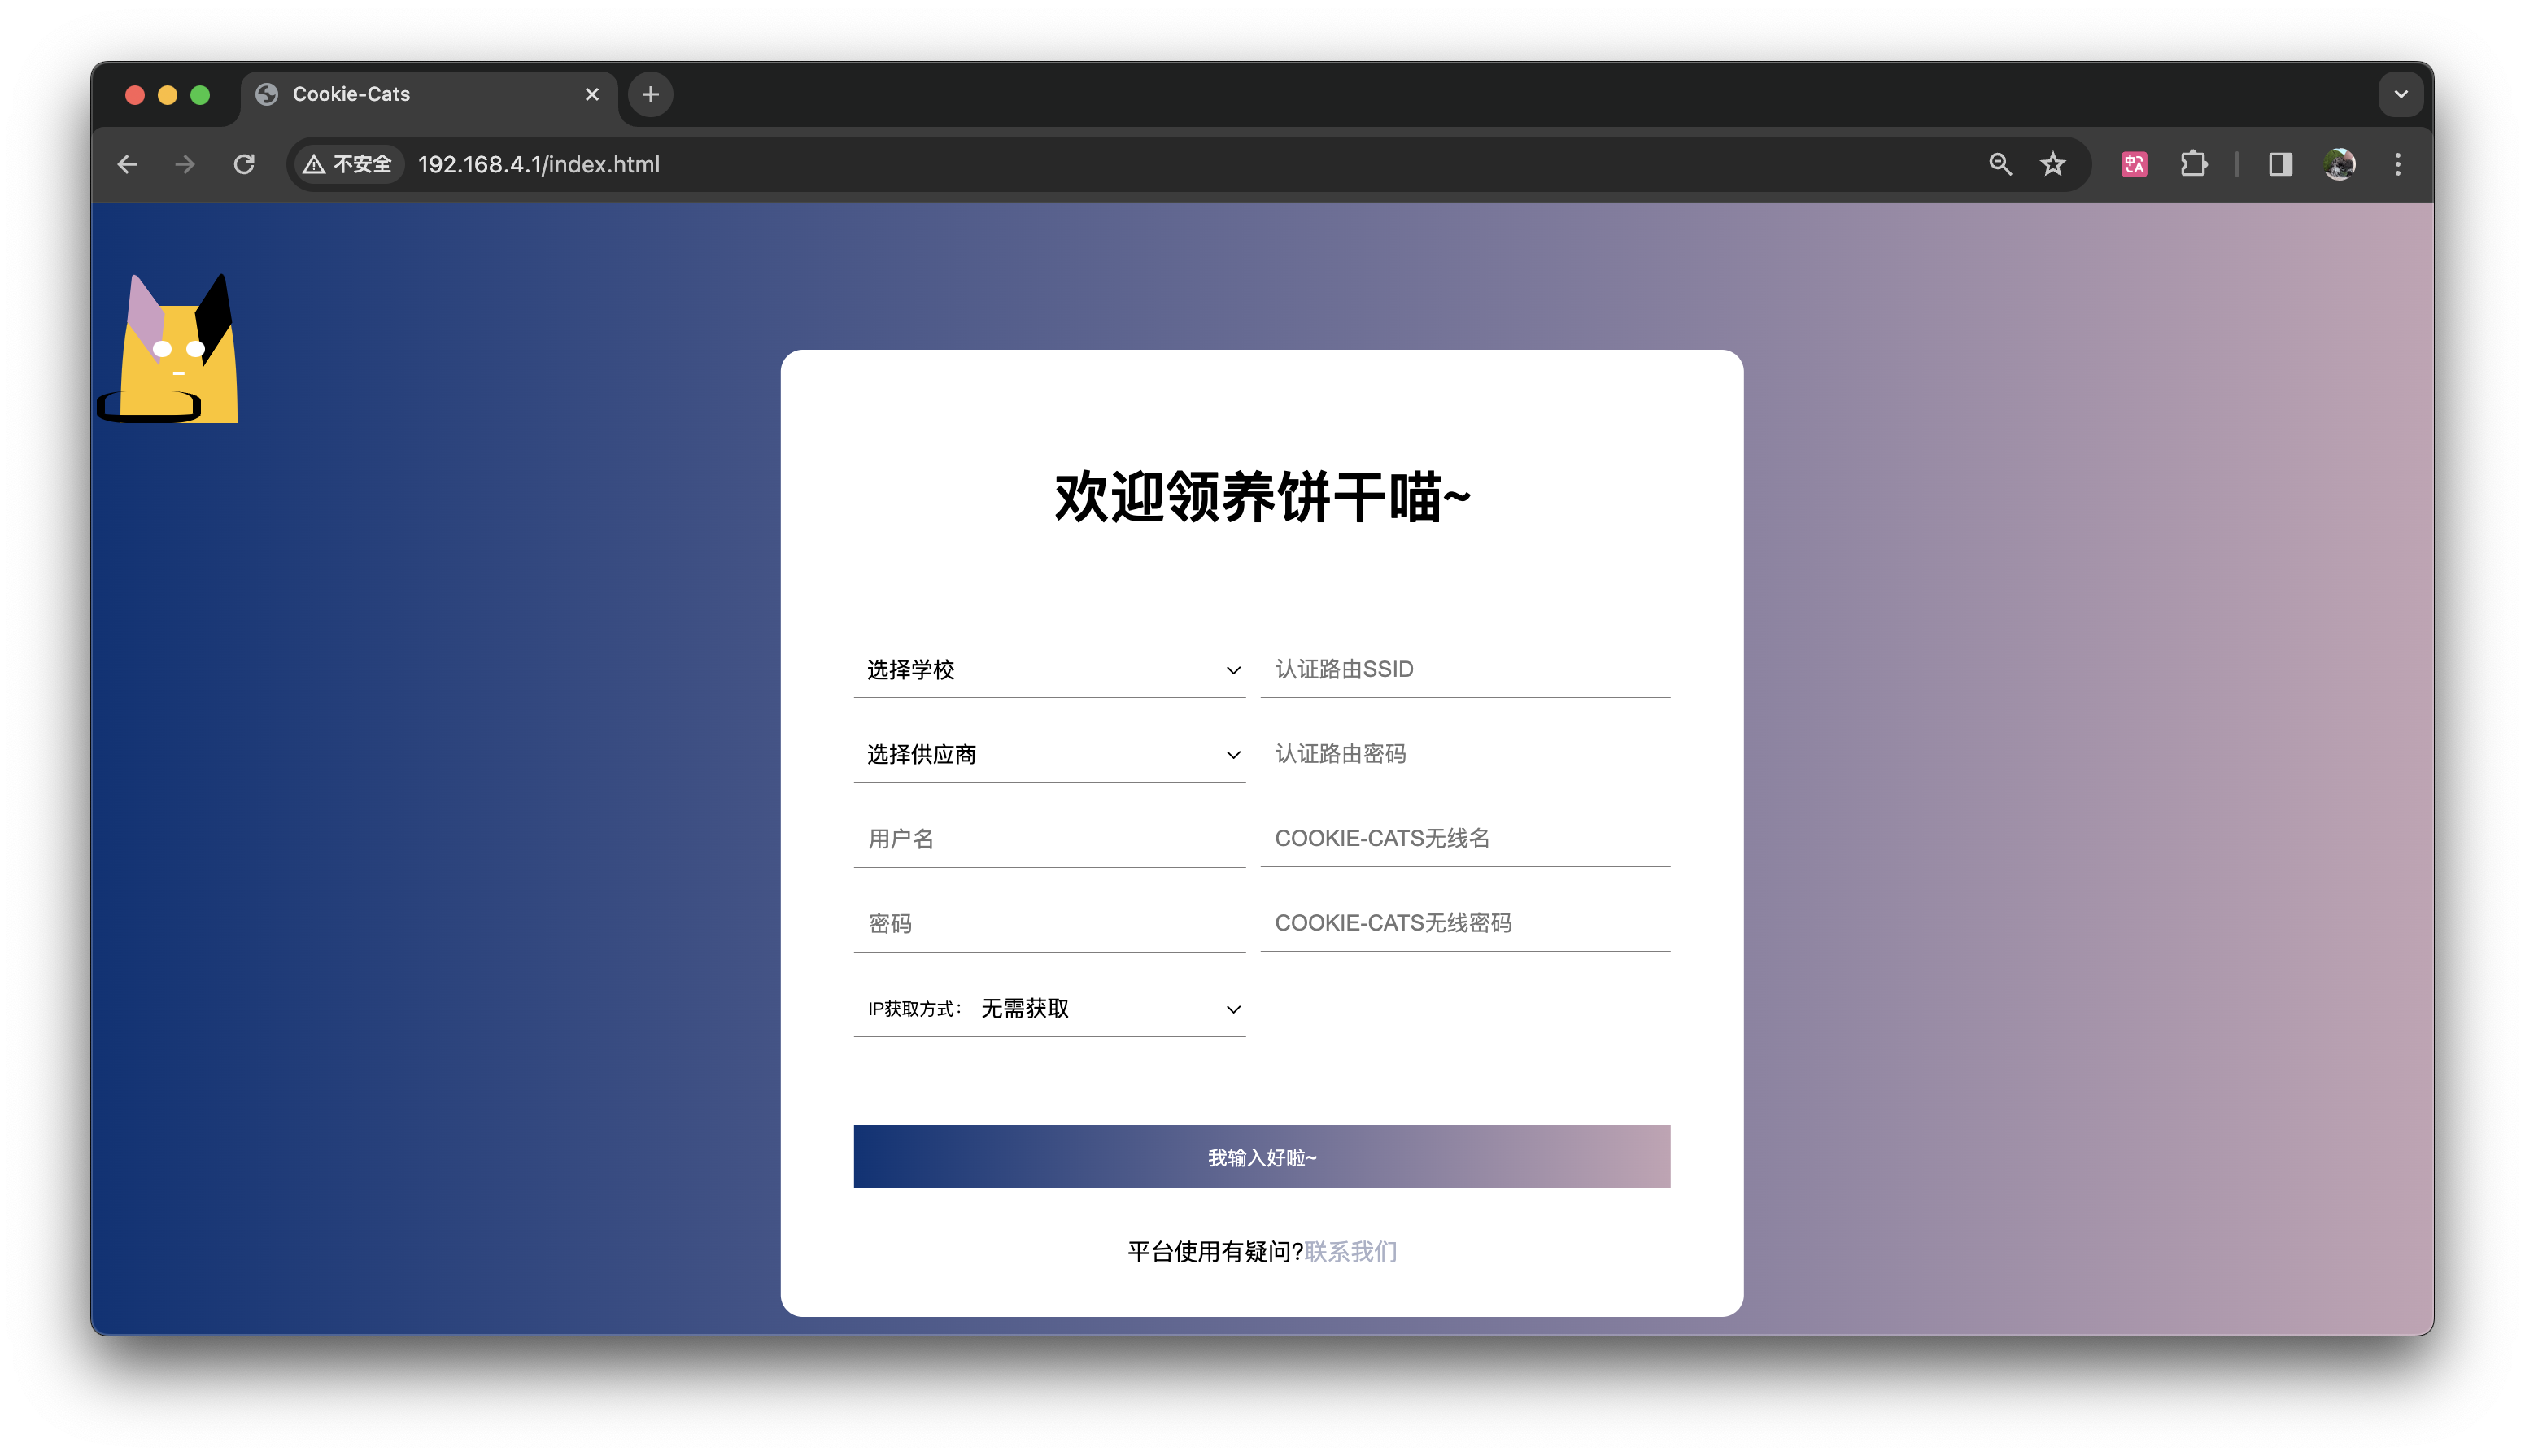 Cookie-Cats
不安全 192.168.4.1/index.html
中 A
欢迎领养饼干喵~
选择学校 认证路由SSID
选择供应商 认证路由密码
用户名 COOKIE-CATS无线名
密码 COOKIE-CATS无线密码
IP获取方式： 无需获取
我输入好啦~
平台使用有疑问?联系我们